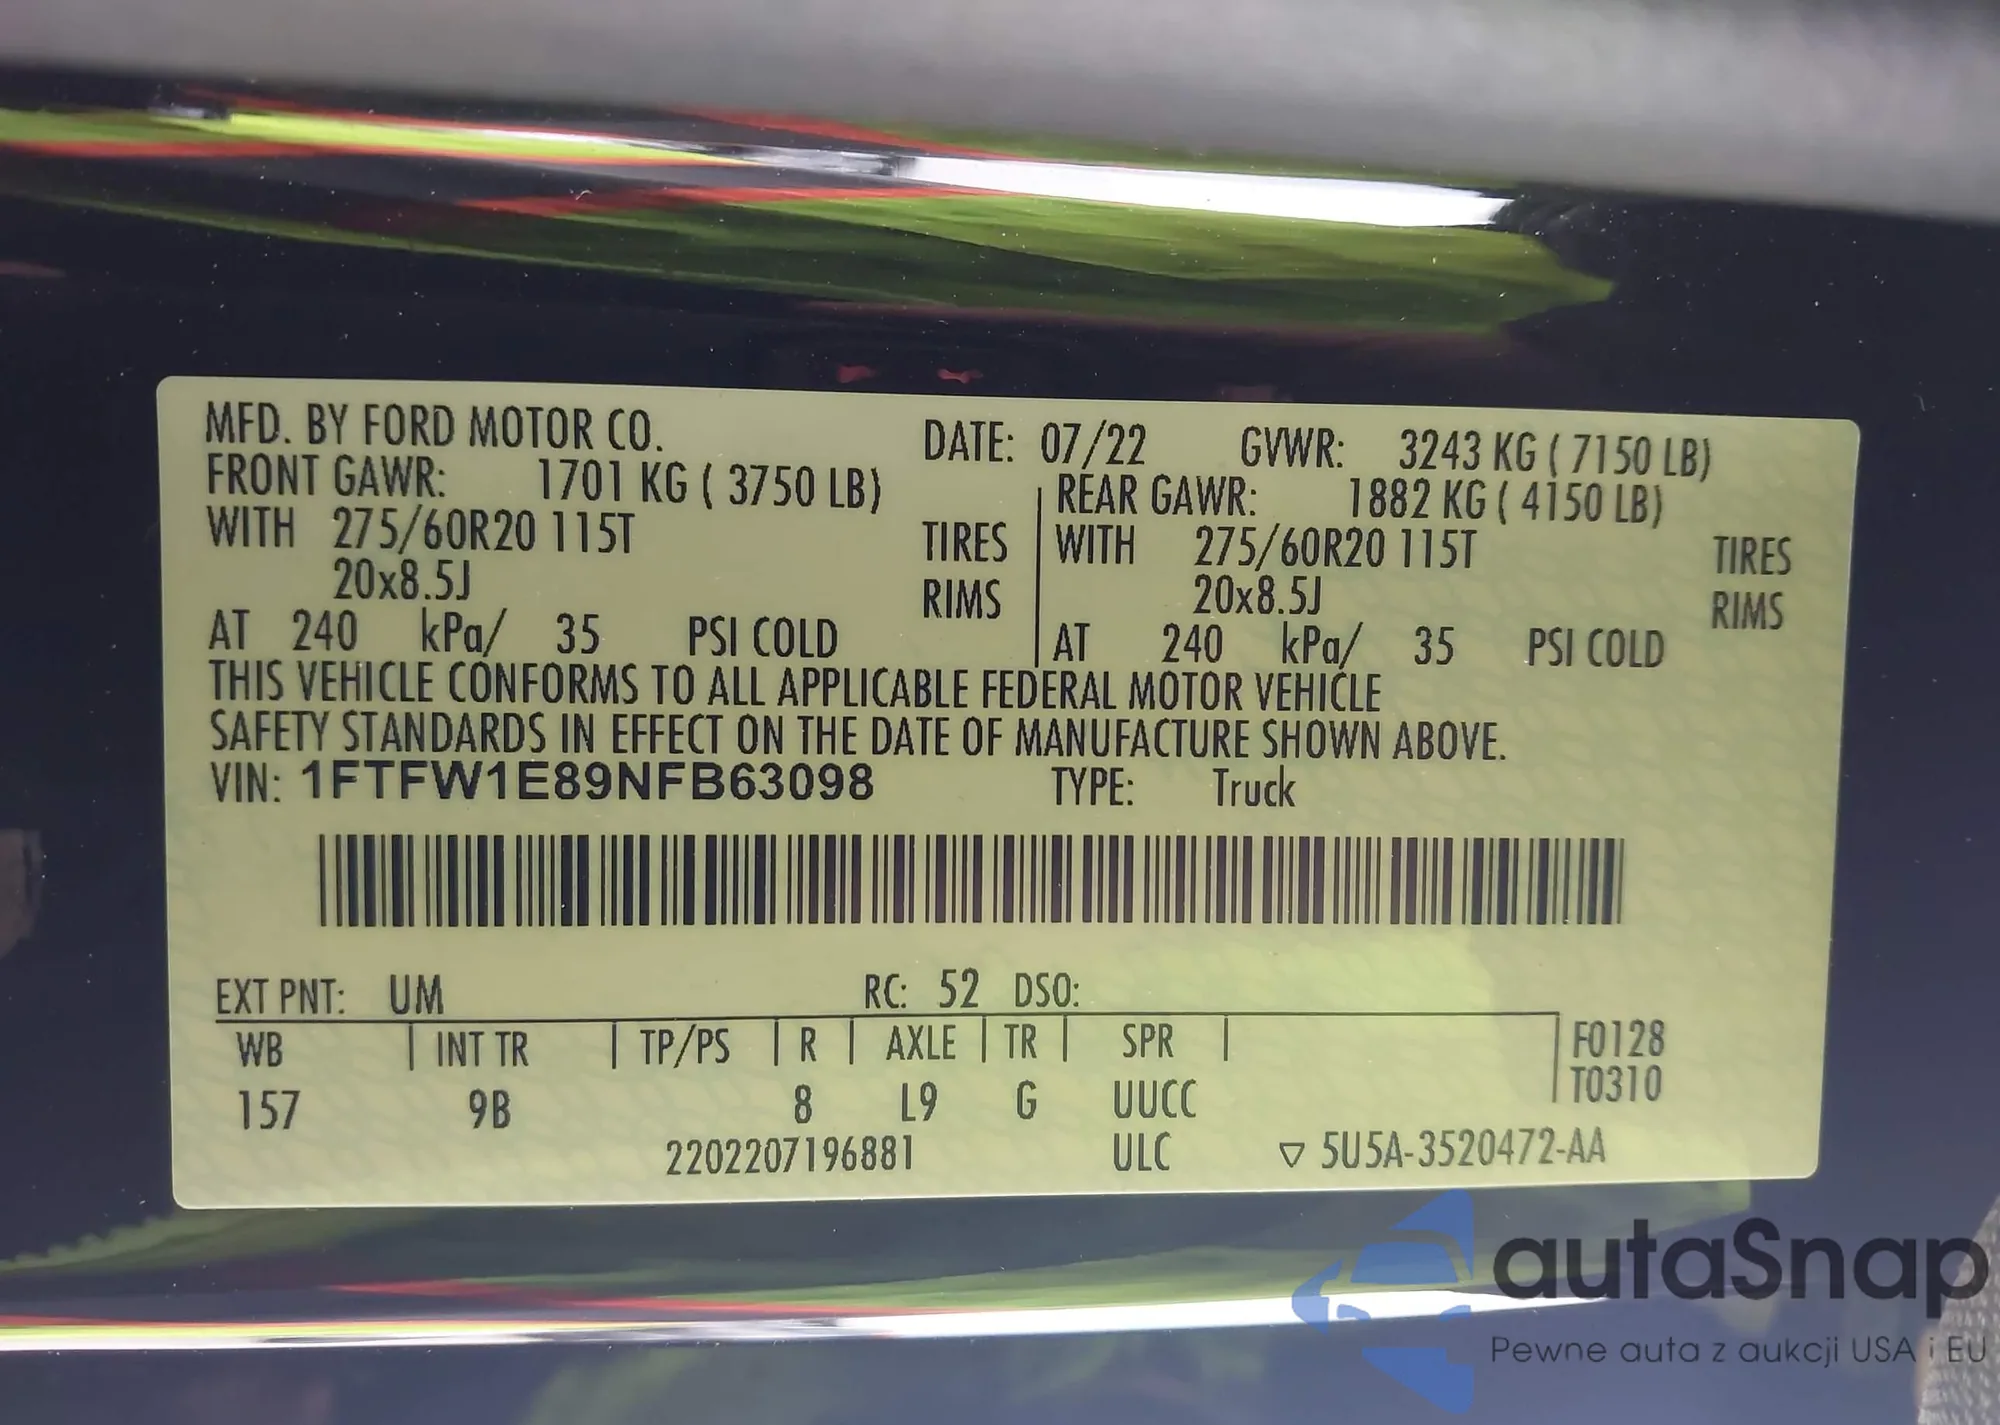 MFD. BY FORD MOTOR CO. DATE: 07/22 GVWR: 3243 KG ( 7150 LB)
FRONT GAWR: 1701 KG ( 3750 LB) REAR GAWR: 1882 KG ( 4150 LB)
WITH 275/60R20 115T TIRES WITH 275/60R20 115T TIRES
20x8.5J RIMS 20x8.5J RIMS
AT 240 kPa/ 35 PSI COLD AT 240 kPa/ 35 PSI COLD
THIS VEHICLE CONFORMS TO ALL APPLICABLE FEDERAL MOTOR VEHICLE
SAFETY STANDARDS IN EFFECT ON THE DATE OF MANUFACTURE SHOWN ABOVE.
VIN: 1FTFW1E89NFB63098 TYPE: Truck
EXT PNT: UM RC: 52 DSO:
WB INT TR TP/PS R AXLE TR SPR F0128
157 9B 8 L9 G UUCC T0310
2202207196881 ULC ▽ 5U5A-3520472-AA
autaSnap
Pewne auta z aukcji USA i EU